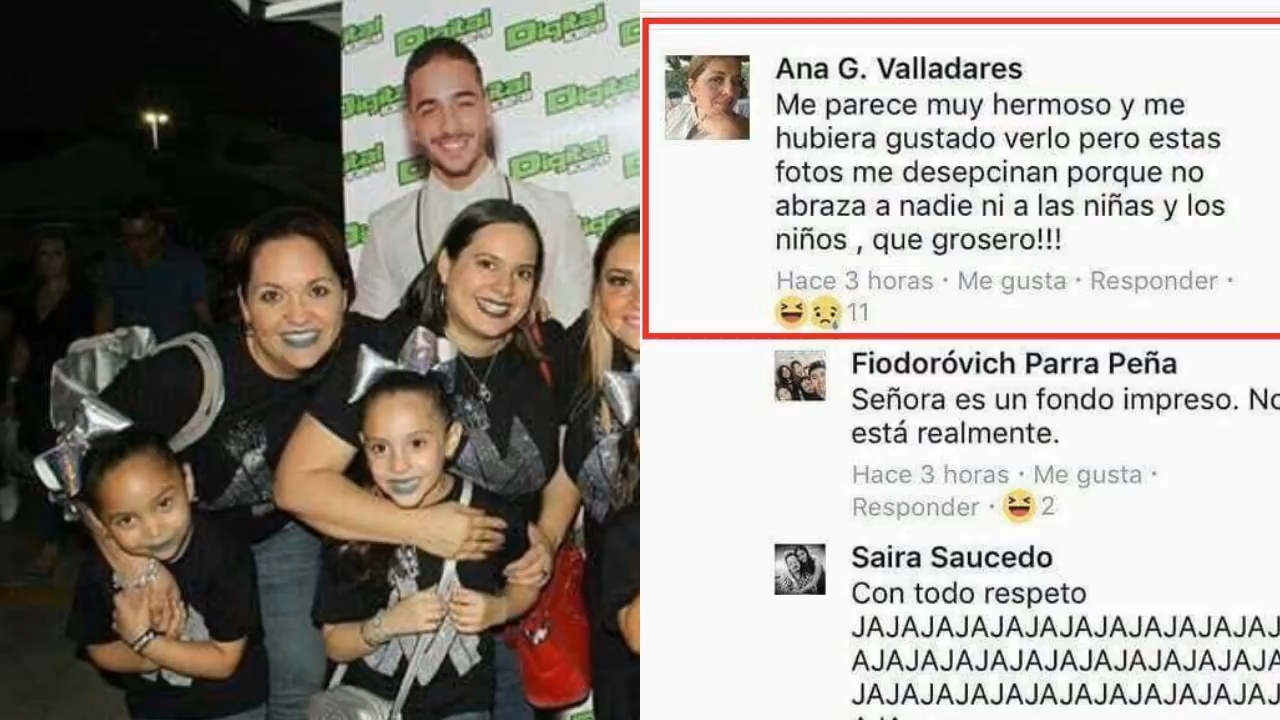 Digital
Digital
Digital
Digital
Digital
Digital
Digital
Ana G. Valladares
Me parece muy hermoso y me
hubiera gustado verlo pero estas
fotos me desepcinan porque no
abraza a nadie ni a las niñas y los
niños , que grosero!!!
Hace 3 horas · Me gusta · Responder ·
11
Fiodoróvich Parra Peña
Señora es un fondo impreso. No
está realmente.
Hace 3 horas · Me gusta ·
Responder · 2
Saira Saucedo
Con todo respeto
JAJAJAJAJAJAJAJAJAJAJAJAJ
AJAJAJAJAJAJAJAJAJAJAJAJA
JAJAJAJAJAJAJAJAJAJAJAJAJ